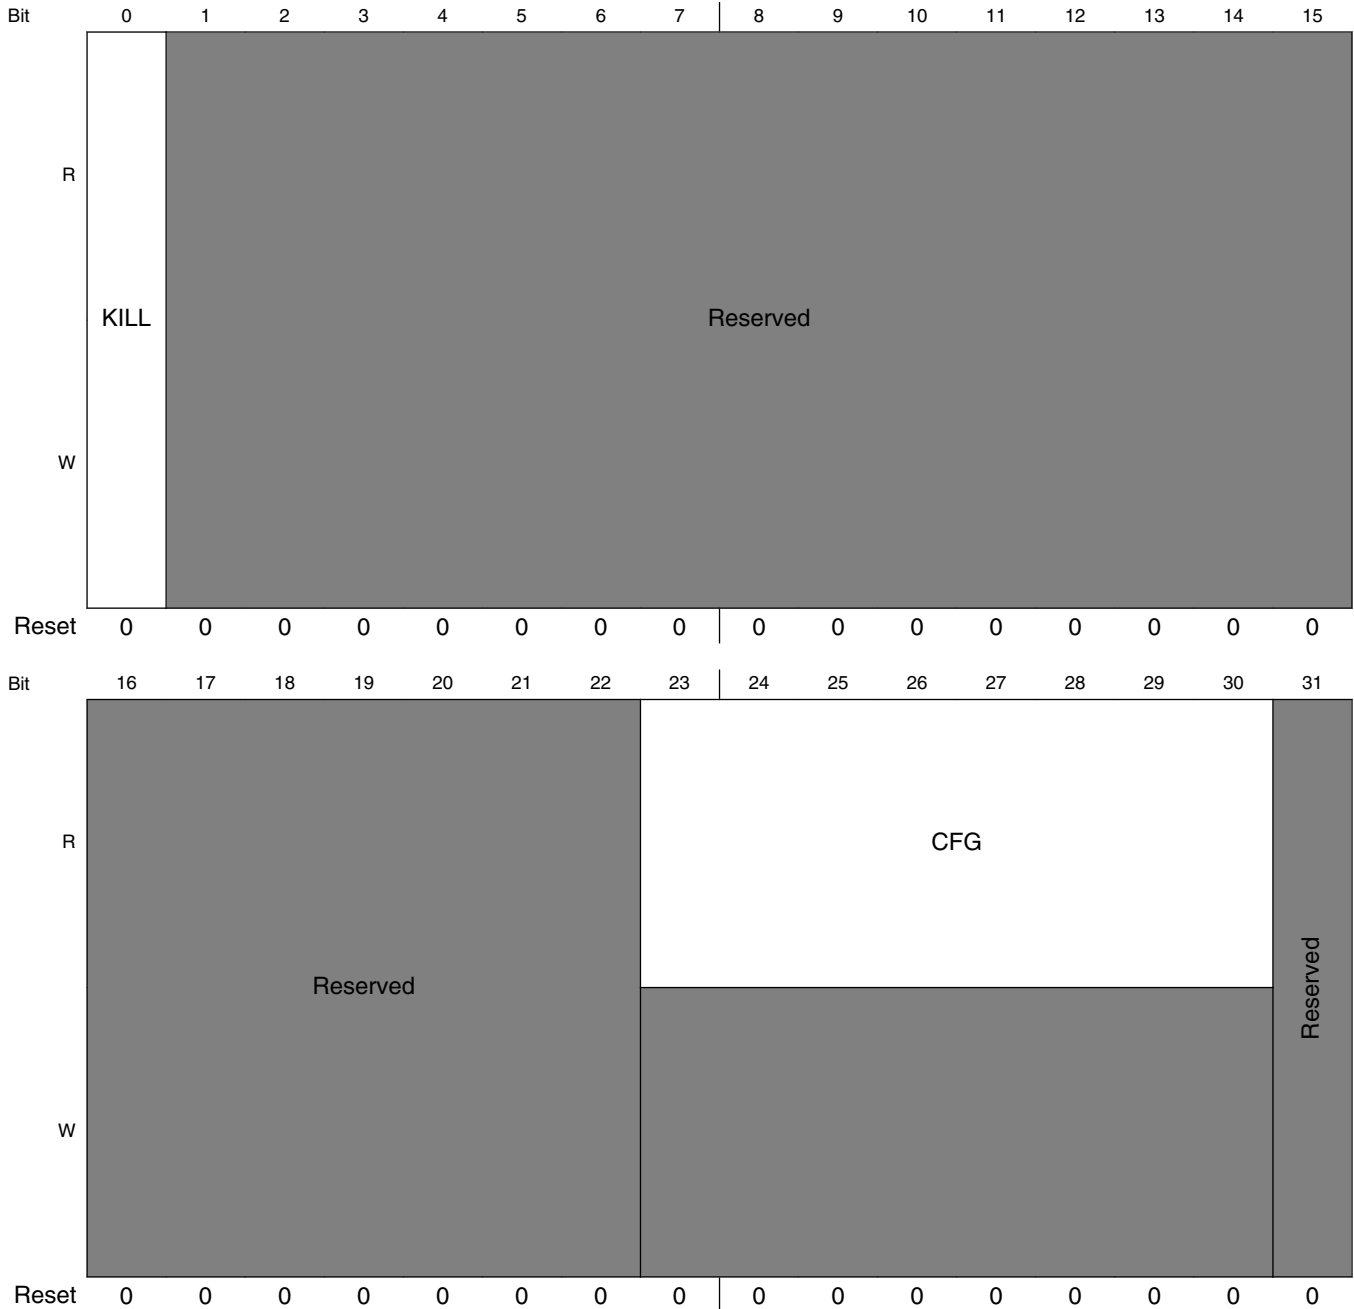 Bit 0 1 2 3 4 5 6 7 8 9 10 11 12 13 14 15
R
KILL Reserved
W
Reset 0 0 0 0 0 0 0 0 0 0 0 0 0 0 0 0
Bit 16 17 18 19 20 21 22 23 24 25 26 27 28 29 30 31
R CFG
Reserved Reserved
W
Reset 0 0 0 0 0 0 0 0 0 0 0 0 0 0 0 0